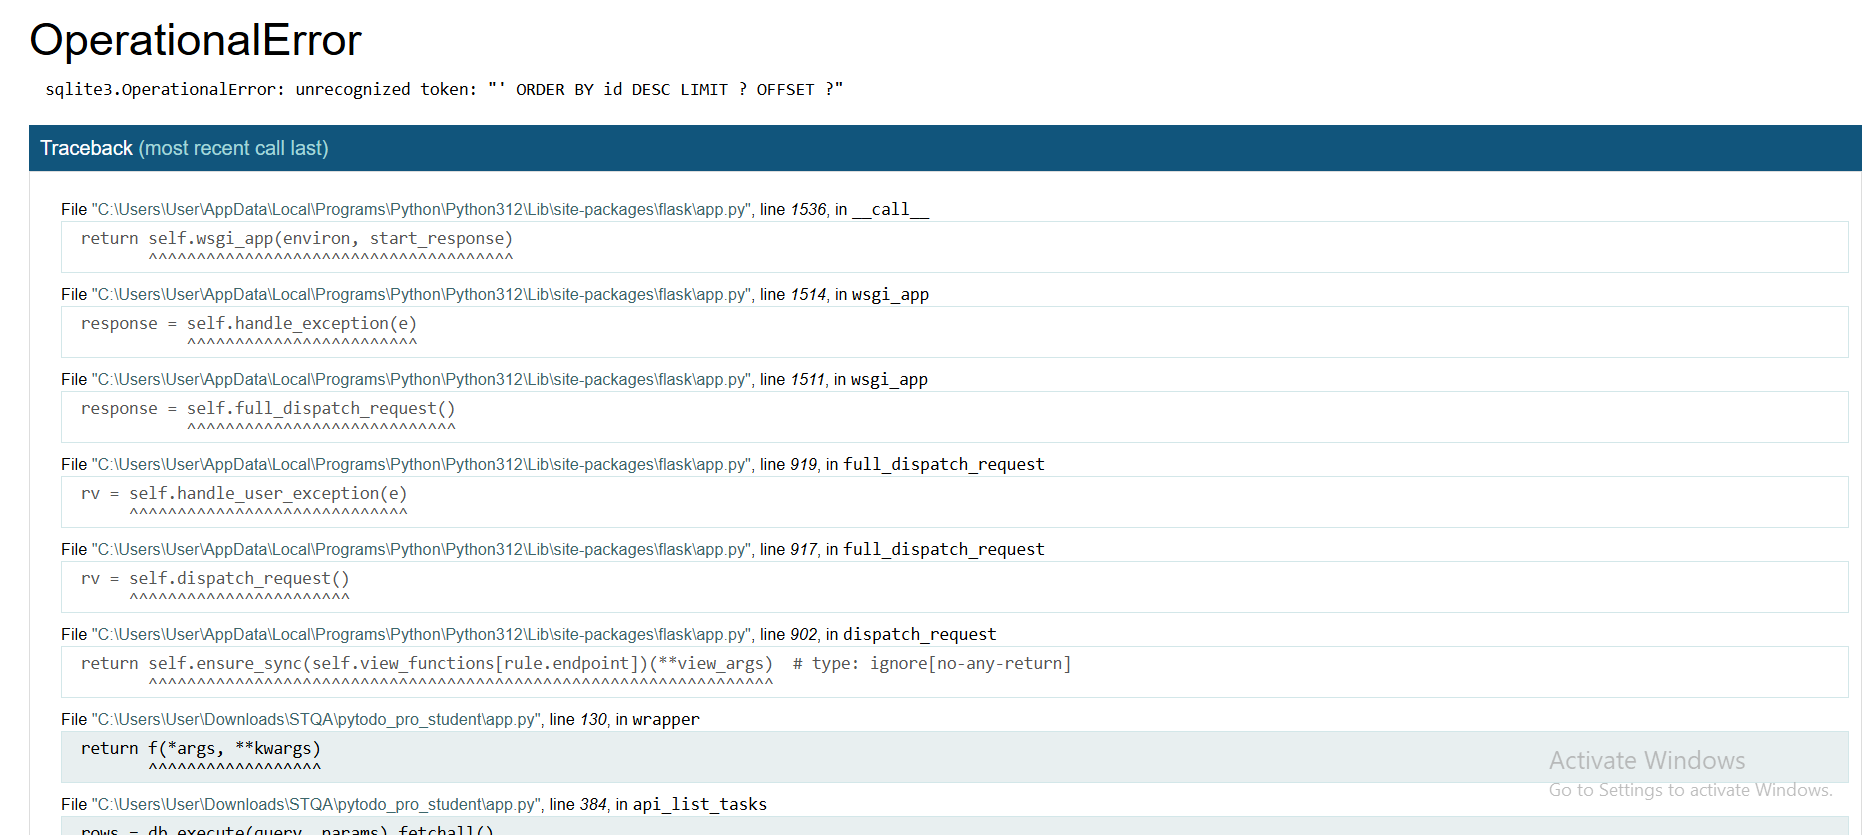 OperationalError
sqlite3.OperationalError: unrecognized token: "' ORDER BY id DESC LIMIT ? OFFSET ?"
Traceback (most recent call last)
File "C:\Users\User\AppData\Local\Programs\Python\Python312\Lib\site-packages\flask\app.py", line 1536, in __call__
return self.wsgi_app(environ, start_response)
^^^^^^^^^^^^^^^^^^^^^^^^^^^^^^^^^^^^^^
File "C:\Users\User\AppData\Local\Programs\Python\Python312\Lib\site-packages\flask\app.py", line 1514, in wsgi_app
response = self.handle_exception(e)
^^^^^^^^^^^^^^^^^^^^^^^^
File "C:\Users\User\AppData\Local\Programs\Python\Python312\Lib\site-packages\flask\app.py", line 1511, in wsgi_app
response = self.full_dispatch_request()
^^^^^^^^^^^^^^^^^^^^^^^^^^^^
File "C:\Users\User\AppData\Local\Programs\Python\Python312\Lib\site-packages\flask\app.py", line 919, in full_dispatch_request
rv = self.handle_user_exception(e)
^^^^^^^^^^^^^^^^^^^^^^^^^^^^^
File "C:\Users\User\AppData\Local\Programs\Python\Python312\Lib\site-packages\flask\app.py", line 917, in full_dispatch_request
rv = self.dispatch_request()
^^^^^^^^^^^^^^^^^^^^^^^
File "C:\Users\User\AppData\Local\Programs\Python\Python312\Lib\site-packages\flask\app.py", line 902, in dispatch_request
return self.ensure_sync(self.view_functions[rule.endpoint])(**view_args)  # type: ignore[no-any-return]
^^^^^^^^^^^^^^^^^^^^^^^^^^^^^^^^^^^^^^^^^^^^^^^^^^^^^^^^^^^^^^^^^
File "C:\Users\User\Downloads\STQA\pytodo_pro_student\app.py", line 130, in wrapper
return f(*args, **kwargs)
^^^^^^^^^^^^^^^^^^
Activate Windows
Go to Settings to activate Windows.
File "C:\Users\User\Downloads\STQA\pytodo_pro_student\app.py", line 384, in api_list_tasks
rows = db.execute(query, params).fetchall()